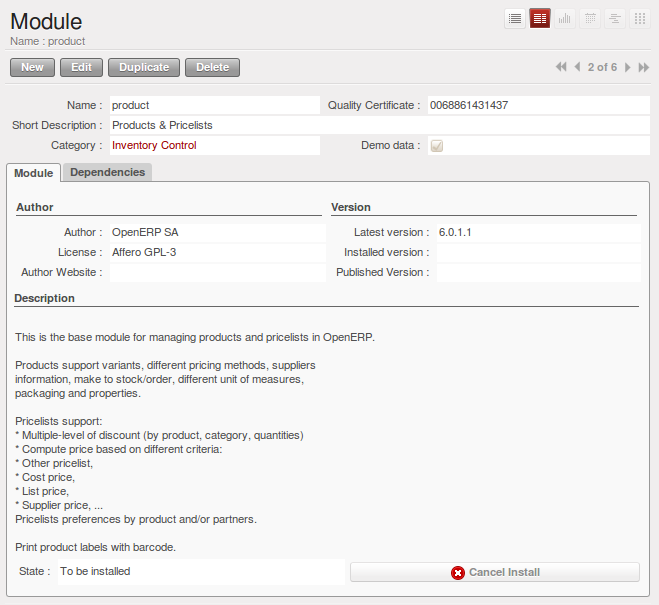 Module
Name : product
New Edit Duplicate Delete 2 of 6
Name : product Quality Certificate : 0068861431437
Short Description : Products & Pricelists
Category : Inventory Control Demo data :
Module Dependencies
Author Version
Author : OpenERP SA Latest version : 6.0.1.1
License : Affero GPL-3 Installed version :
Author Website : Published Version :
Description
This is the base module for managing products and pricelists in OpenERP.
Products support variants, different pricing methods, suppliers
information, make to stock/order, different unit of measures,
packaging and properties.
Pricelists support:
* Multiple-level of discount (by product, category, quantities)
* Compute price based on different criteria:
* Other pricelist,
* Cost price,
* List price,
* Supplier price, ...
Pricelists preferences by product and/or partners.
Print product labels with barcode.
State : To be installed Cancel Install